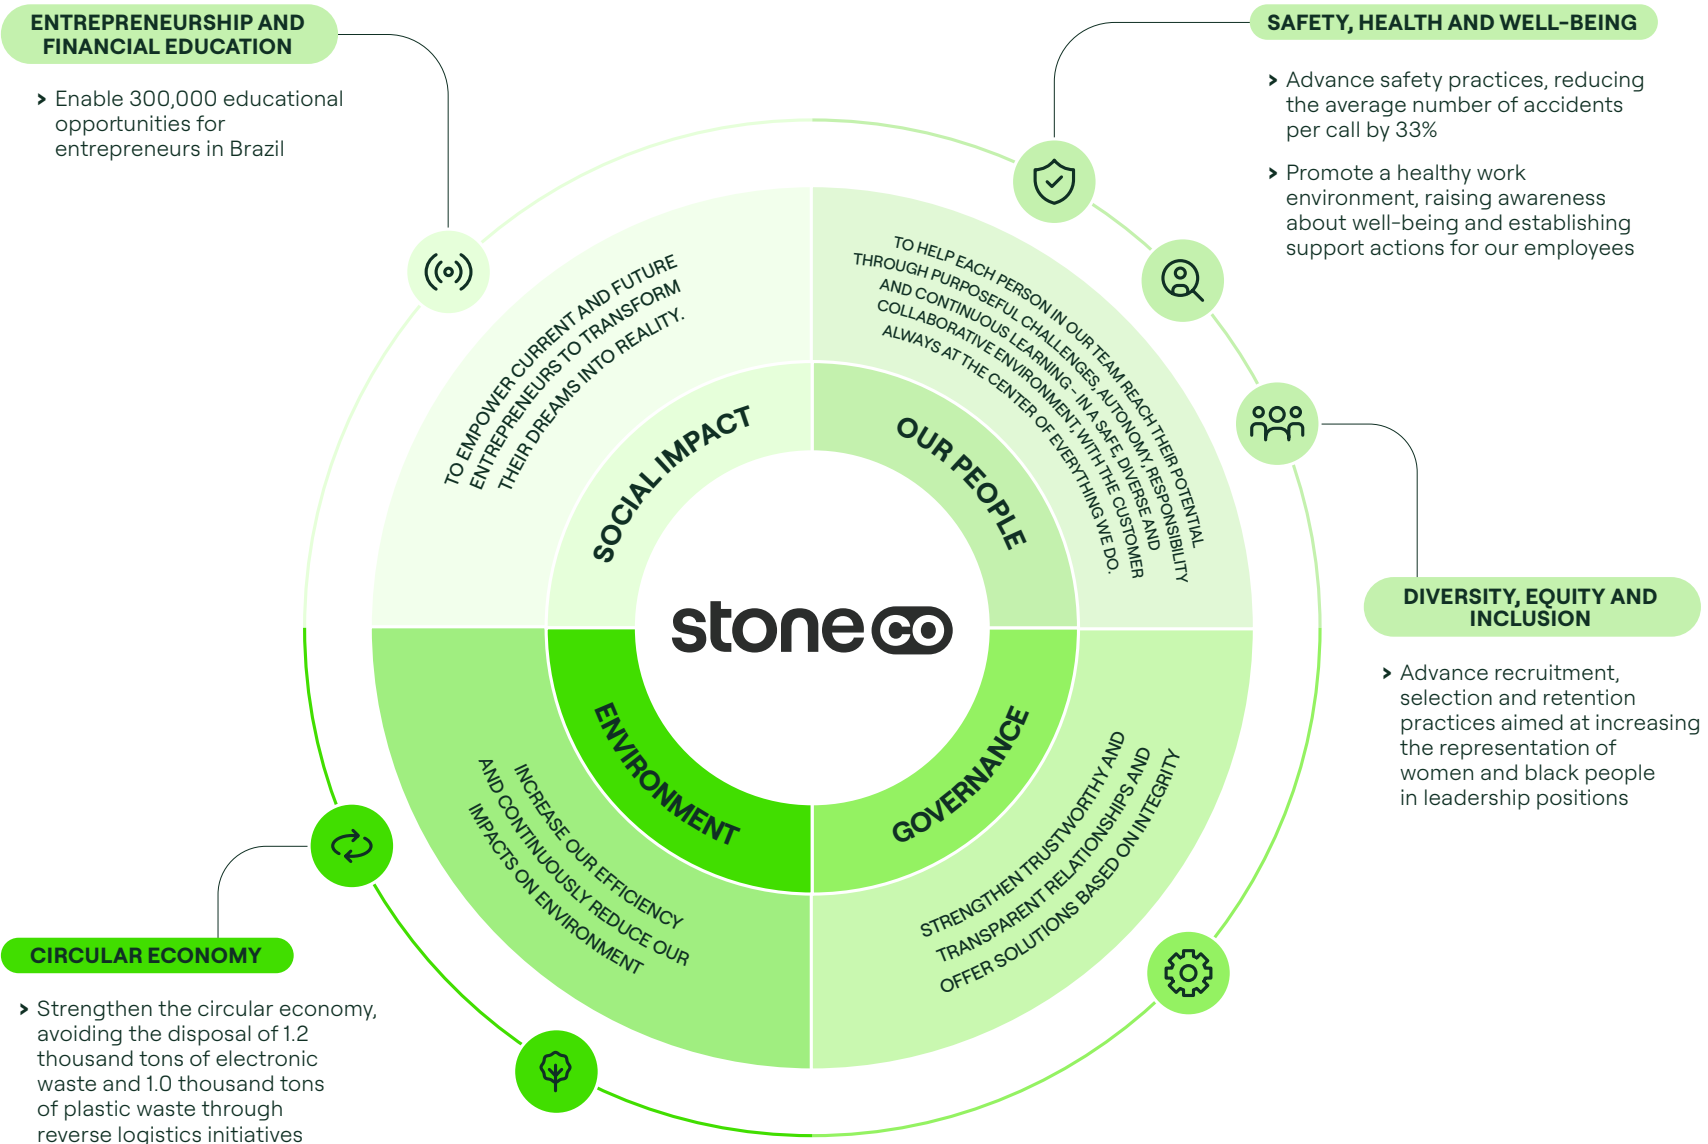 ENTREPRENEURSHIP AND
FINANCIAL EDUCATION
> Enable 300,000 educational
opportunities for
entrepreneurs in Brazil
SAFETY, HEALTH AND WELL-BEING
> Advance safety practices, reducing
the average number of accidents
per call by 33%
> Promote a healthy work
environment, raising awareness
about well-being and establishing
support actions for our employees
TO EMPOWER CURRENT AND FUTURE
ENTREPRENEURS TO TRANSFORM
THEIR DREAMS INTO REALITY.
SOCIAL IMPACT
TO HELP EACH PERSON IN OUR TEAM REACH THEIR POTENTIAL
THROUGH PURPOSEFUL CHALLENGES, AUTONOMY, RESPONSIBILITY
AND CONTINUOUS LEARNING - IN A SAFE, DIVERSE AND
COLLABORATIVE ENVIRONMENT, WITH THE CUSTOMER
ALWAYS AT THE CENTER OF EVERYTHING WE DO.
OUR PEOPLE
stone co
DIVERSITY, EQUITY AND
INCLUSION
> Advance recruitment,
selection and retention
practices aimed at increasing
the representation of
women and black people
in leadership positions
ENVIRONMENT
INCREASE OUR EFFICIENCY
AND CONTINUOUSLY REDUCE OUR
IMPACTS ON ENVIRONMENT
GOVERNANCE
STRENGTHEN TRUSTWORTHY AND
TRANSPARENT RELATIONSHIPS AND
OFFER SOLUTIONS BASED ON INTEGRITY
CIRCULAR ECONOMY
> Strengthen the circular economy,
avoiding the disposal of 1.2
thousand tons of electronic
waste and 1.0 thousand tons
of plastic waste through
reverse logistics initiatives